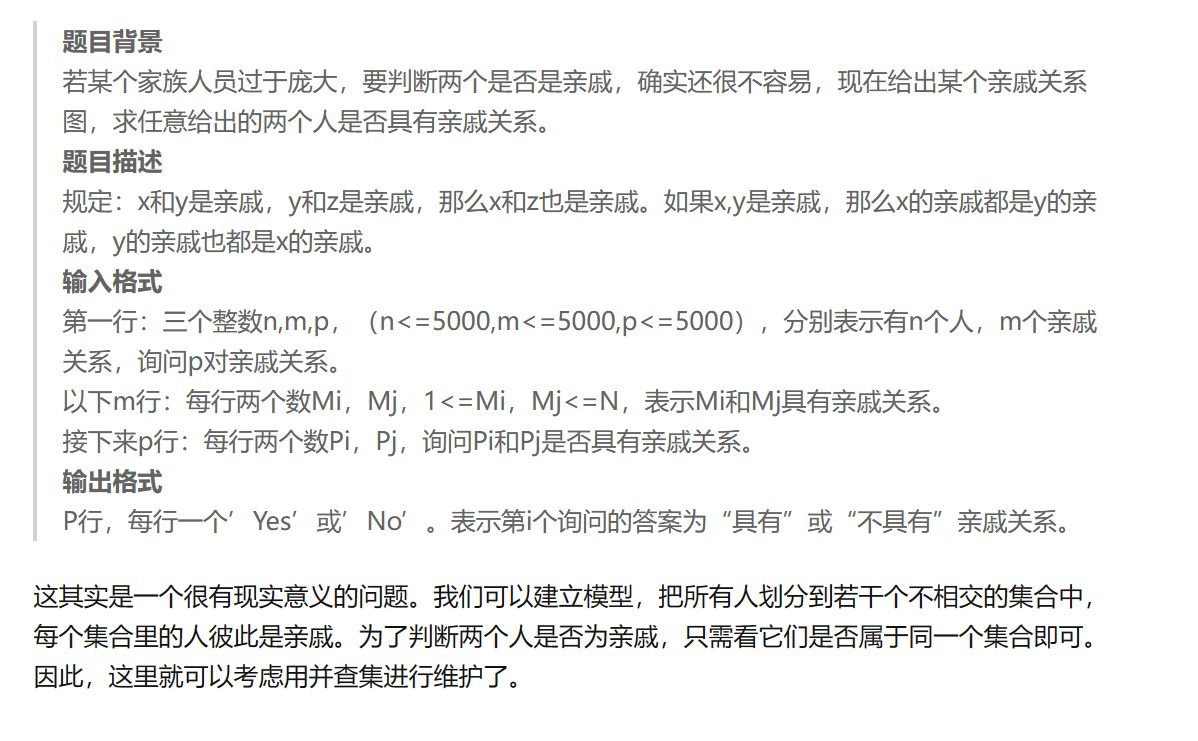 题目背景
若某个家族人员过于庞大，要判断两个是否是亲戚，确实还很不容易，现在给出某个亲戚关系
图，求任意给出的两个人是否具有亲戚关系。
题目描述
规定：x和y是亲戚，y和z是亲戚，那么x和z也是亲戚。如果x,y是亲戚，那么x的亲戚都是y的亲
戚，y的亲戚也都是x的亲戚。
输入格式
第一行：三个整数n,m,p，（n<=5000,m<=5000,p<=5000），分别表示有n个人，m个亲戚
关系，询问p对亲戚关系。
以下m行：每行两个数Mi，Mj，1<=Mi，Mj<=N，表示Mi和Mj具有亲戚关系。
接下来p行：每行两个数Pi，Pj，询问Pi和Pj是否具有亲戚关系。
输出格式
P行，每行一个’Yes’或’No’。表示第i个询问的答案为“具有”或“不具有”亲戚关系。
这其实是一个很有现实意义的问题。我们可以建立模型，把所有人划分到若干个不相交的集合中，
每个集合里的人彼此是亲戚。为了判断两个人是否为亲戚，只需看它们是否属于同一个集合即可。
因此，这里就可以考虑用并查集进行维护了。